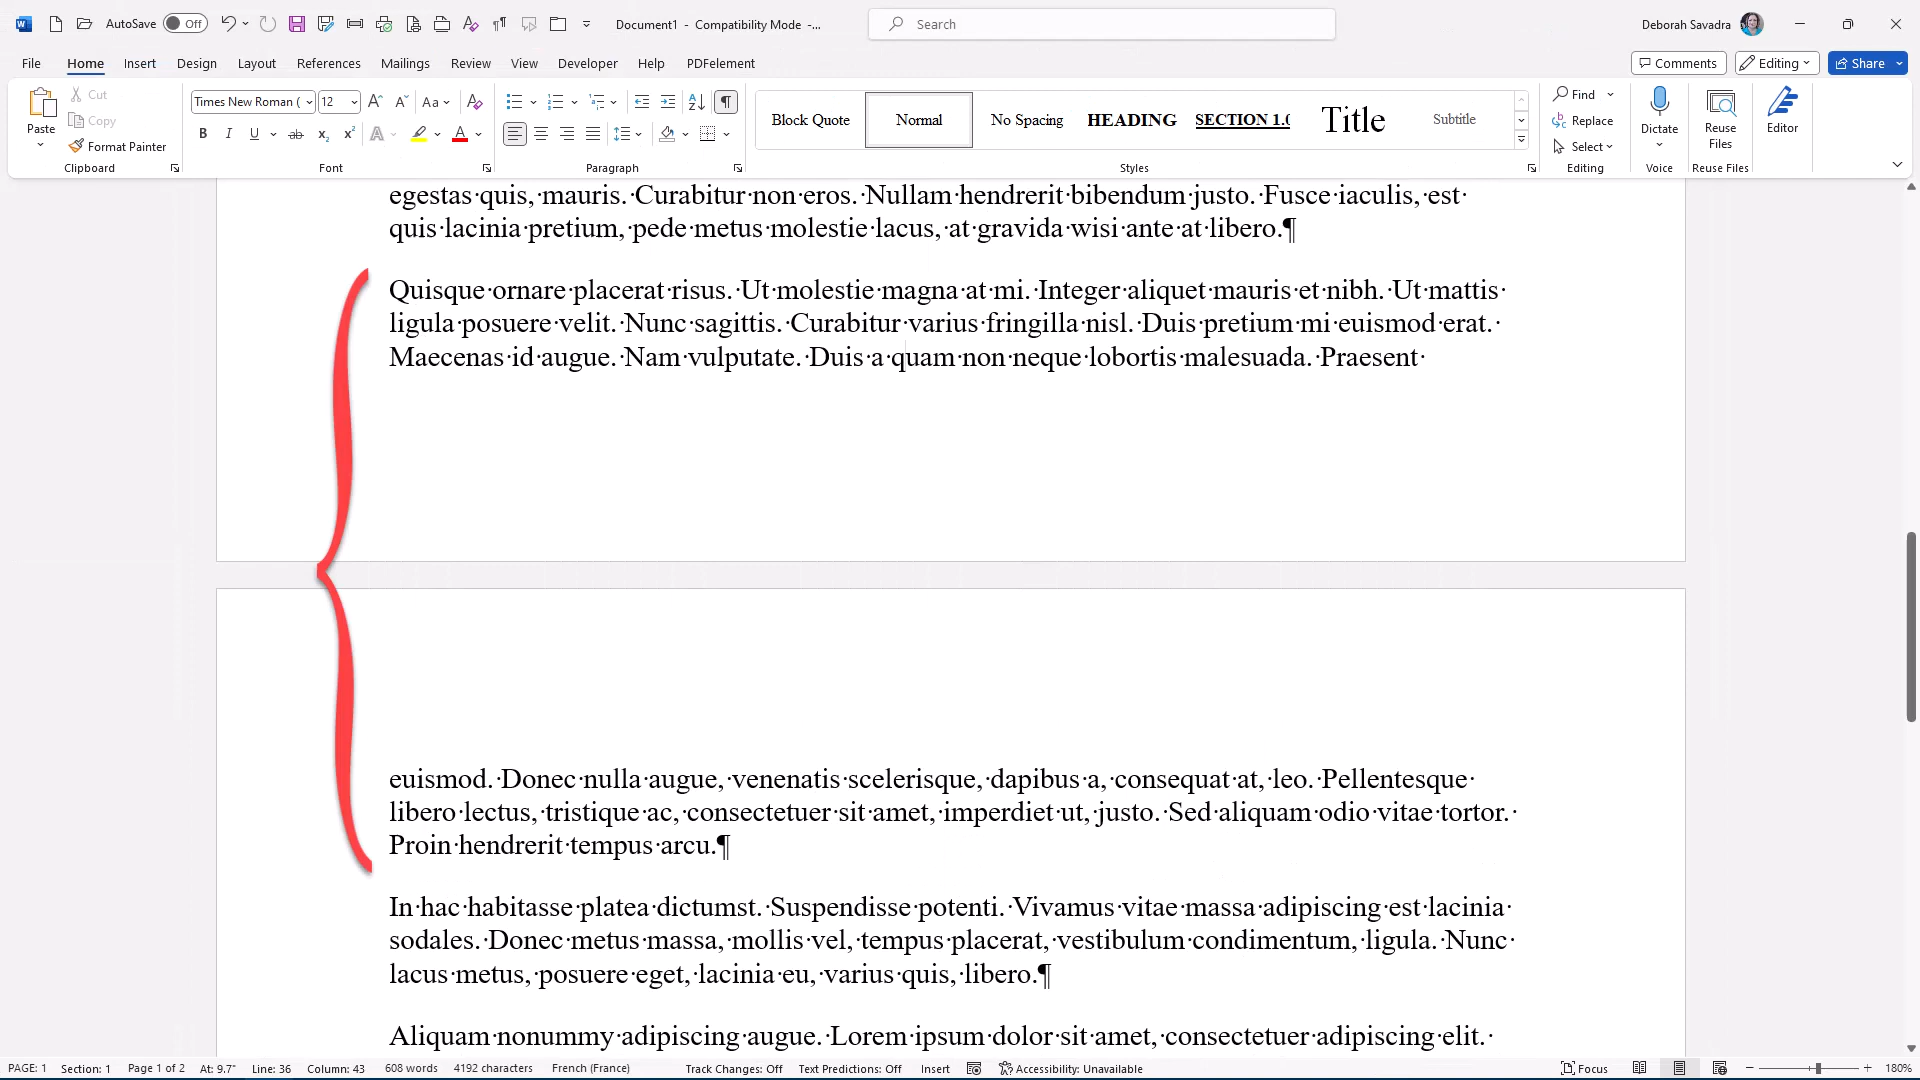 AutoSave Off Document1 - Compatibility Mode -... Search Deborah Savadra
File Home Insert Design Layout References Mailings Review View Developer Help PDFelement Comments Editing Share
Paste Cut Copy Format Painter Clipboard
Times New Roman ( 12 Aa
B I U ab x₂ x² A A Font
Paragraph
Block Quote Normal No Spacing HEADING SECTION 1.0 Title Subtitle Styles
Find Replace Select Editing
Dictate Voice
Reuse Files Reuse Files
Editor
egestas·quis,·mauris.·Curabitur·non·eros.·Nullam·hendrerit·bibendum·justo.·Fusce·iaculis,·est·
quis·lacinia·pretium,·pede·metus·molestie·lacus,·at·gravida·wisi·ante·at·libero.¶
Quisque·ornare·placerat·risus.·Ut·molestie·magna·at·mi.·Integer·aliquet·mauris·et·nibh.·Ut·mattis·
ligula·posuere·velit.·Nunc·sagittis.·Curabitur·varius·fringilla·nisl.·Duis·pretium·mi·euismod·erat.·
Maecenas·id·augue.·Nam·vulputate.·Duis·a·quam·non·neque·lobortis·malesuada.·Praesent·
euismod.·Donec·nulla·augue,·venenatis·scelerisque,·dapibus·a,·consequat·at,·leo.·Pellentesque·
libero·lectus,·tristique·ac,·consectetuer·sit·amet,·imperdiet·ut,·justo.·Sed·aliquam·odio·vitae·tortor.·
Proin·hendrerit·tempus·arcu.¶
In·hac·habitasse·platea·dictumst.·Suspendisse·potenti.·Vivamus·vitae·massa·adipiscing·est·lacinia·
sodales.·Donec·metus·massa,·mollis·vel,·tempus·placerat,·vestibulum·condimentum,·ligula.·Nunc·
lacus·metus,·posuere·eget,·lacinia·eu,·varius·quis,·libero.¶
Aliquam·nonummy·adipiscing·augue.·Lorem·ipsum·dolor·sit·amet,·consectetuer·adipiscing·elit.·
PAGE: 1 Section: 1 Page 1 of 2 At: 9.7" Line: 36 Column: 43 608 words 4192 characters French (France) Track Changes: Off Text Predictions: Off Insert Accessibility: Unavailable Focus 180%